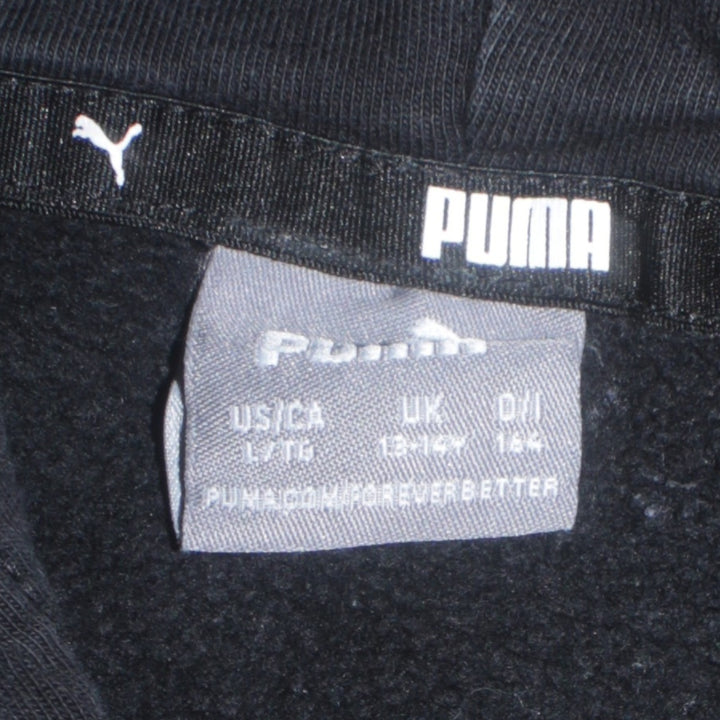 PUMA
PUMA
US/CA UK D/I
L/TG 13-14Y 164
PUMA.COM/FOREVERBETTER